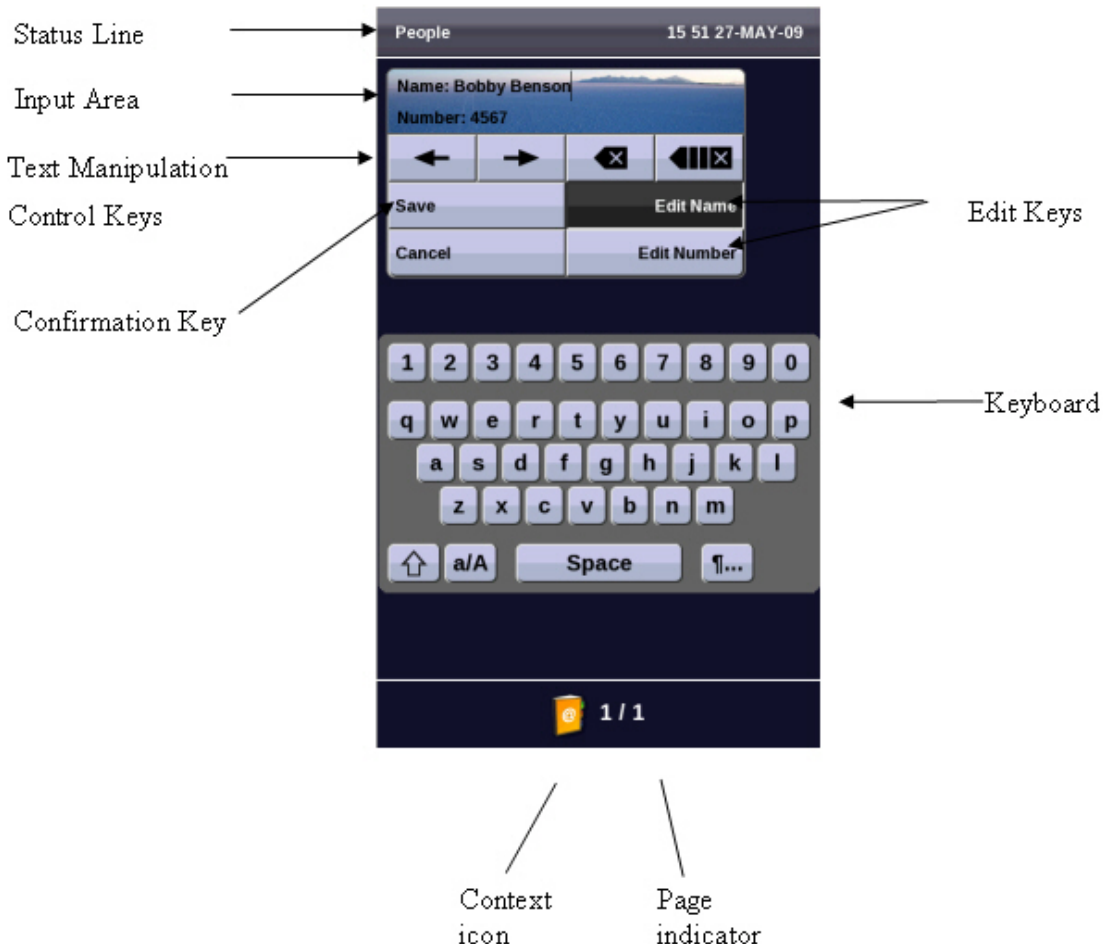 Status Line
People 15 51 27-MAY-09
Input Area
Name: Bobby Benson
Number: 4567
Text Manipulation
Control Keys
Save Edit Name
Cancel Edit Number
Edit Keys
Confirmation Key
1 2 3 4 5 6 7 8 9 0
q w e r t y u i o p
a s d f g h j k l
z x c v b n m
a/A Space ¶...
Keyboard
@ 1 / 1
Context
icon
Page
indicator